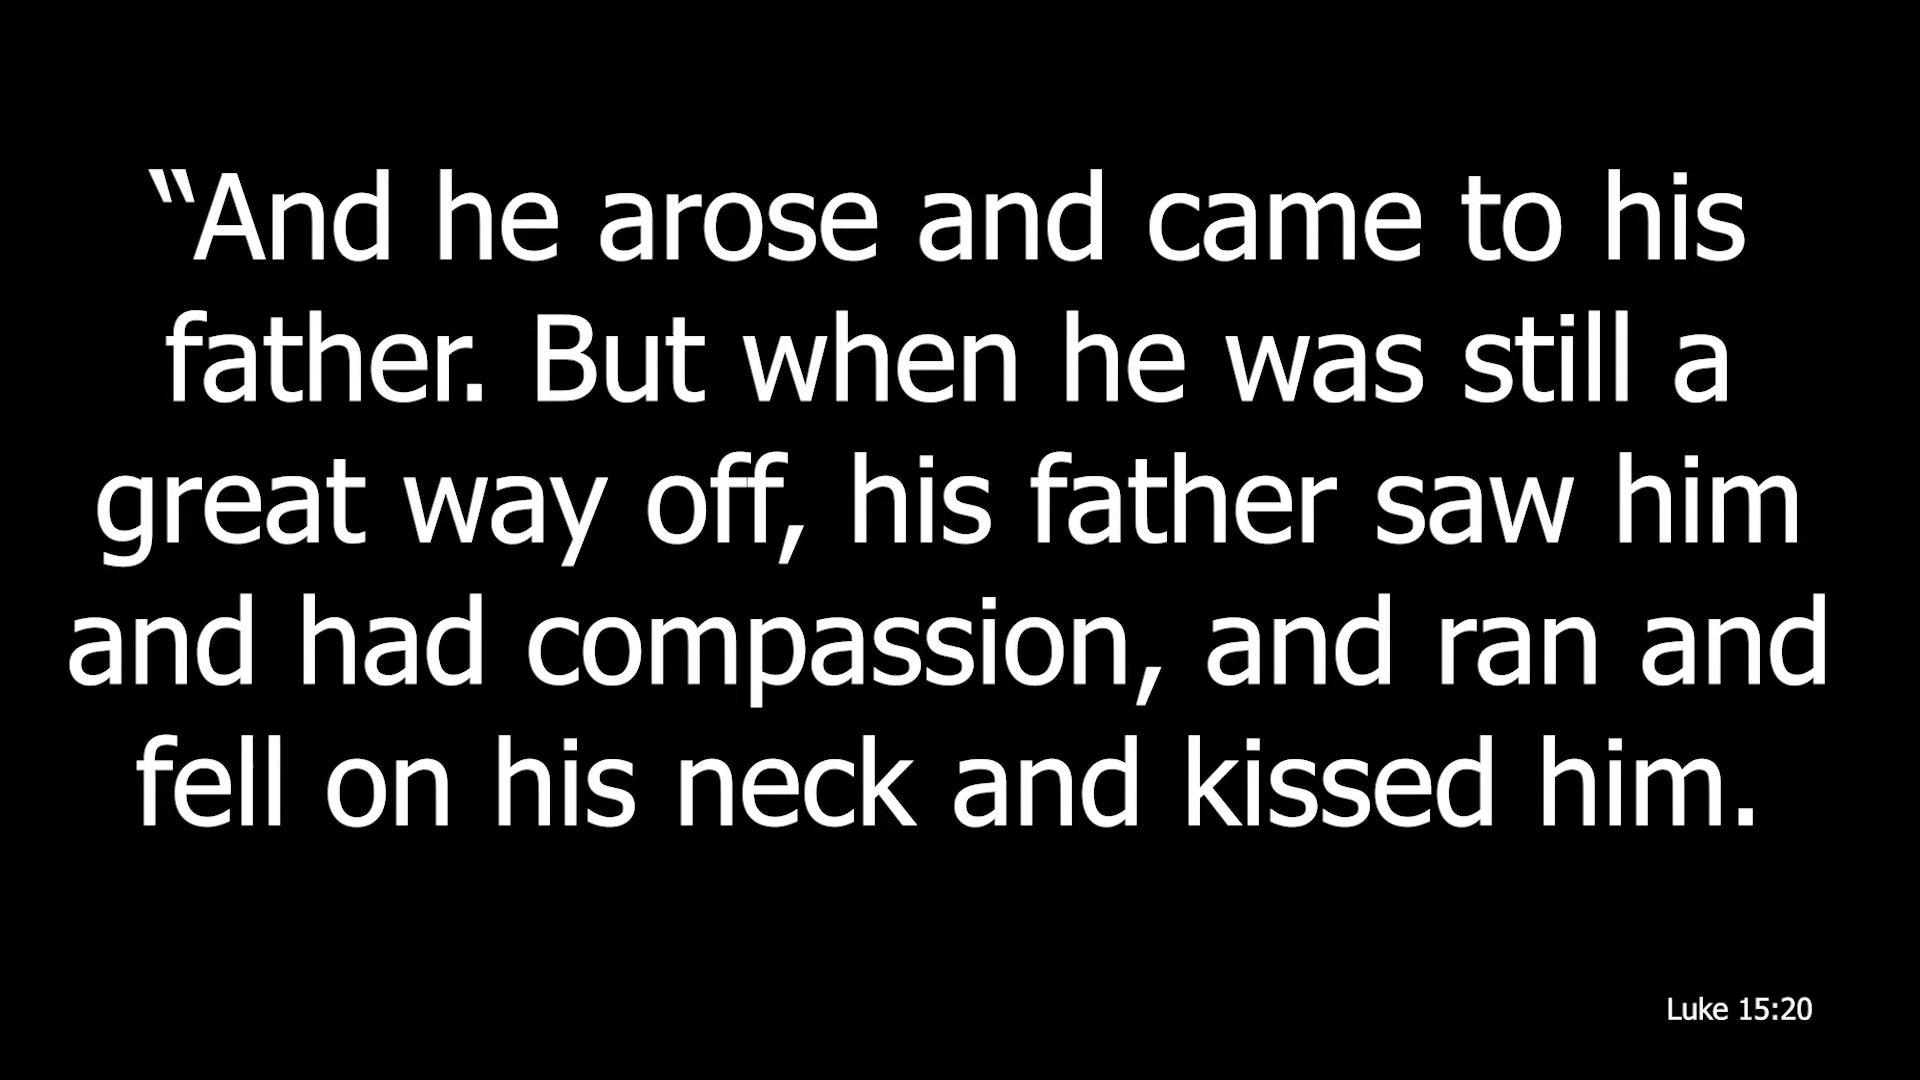 “And he arose and came to his
father. But when he was still a
great way off, his father saw him
and had compassion, and ran and
fell on his neck and kissed him.
Luke 15:20